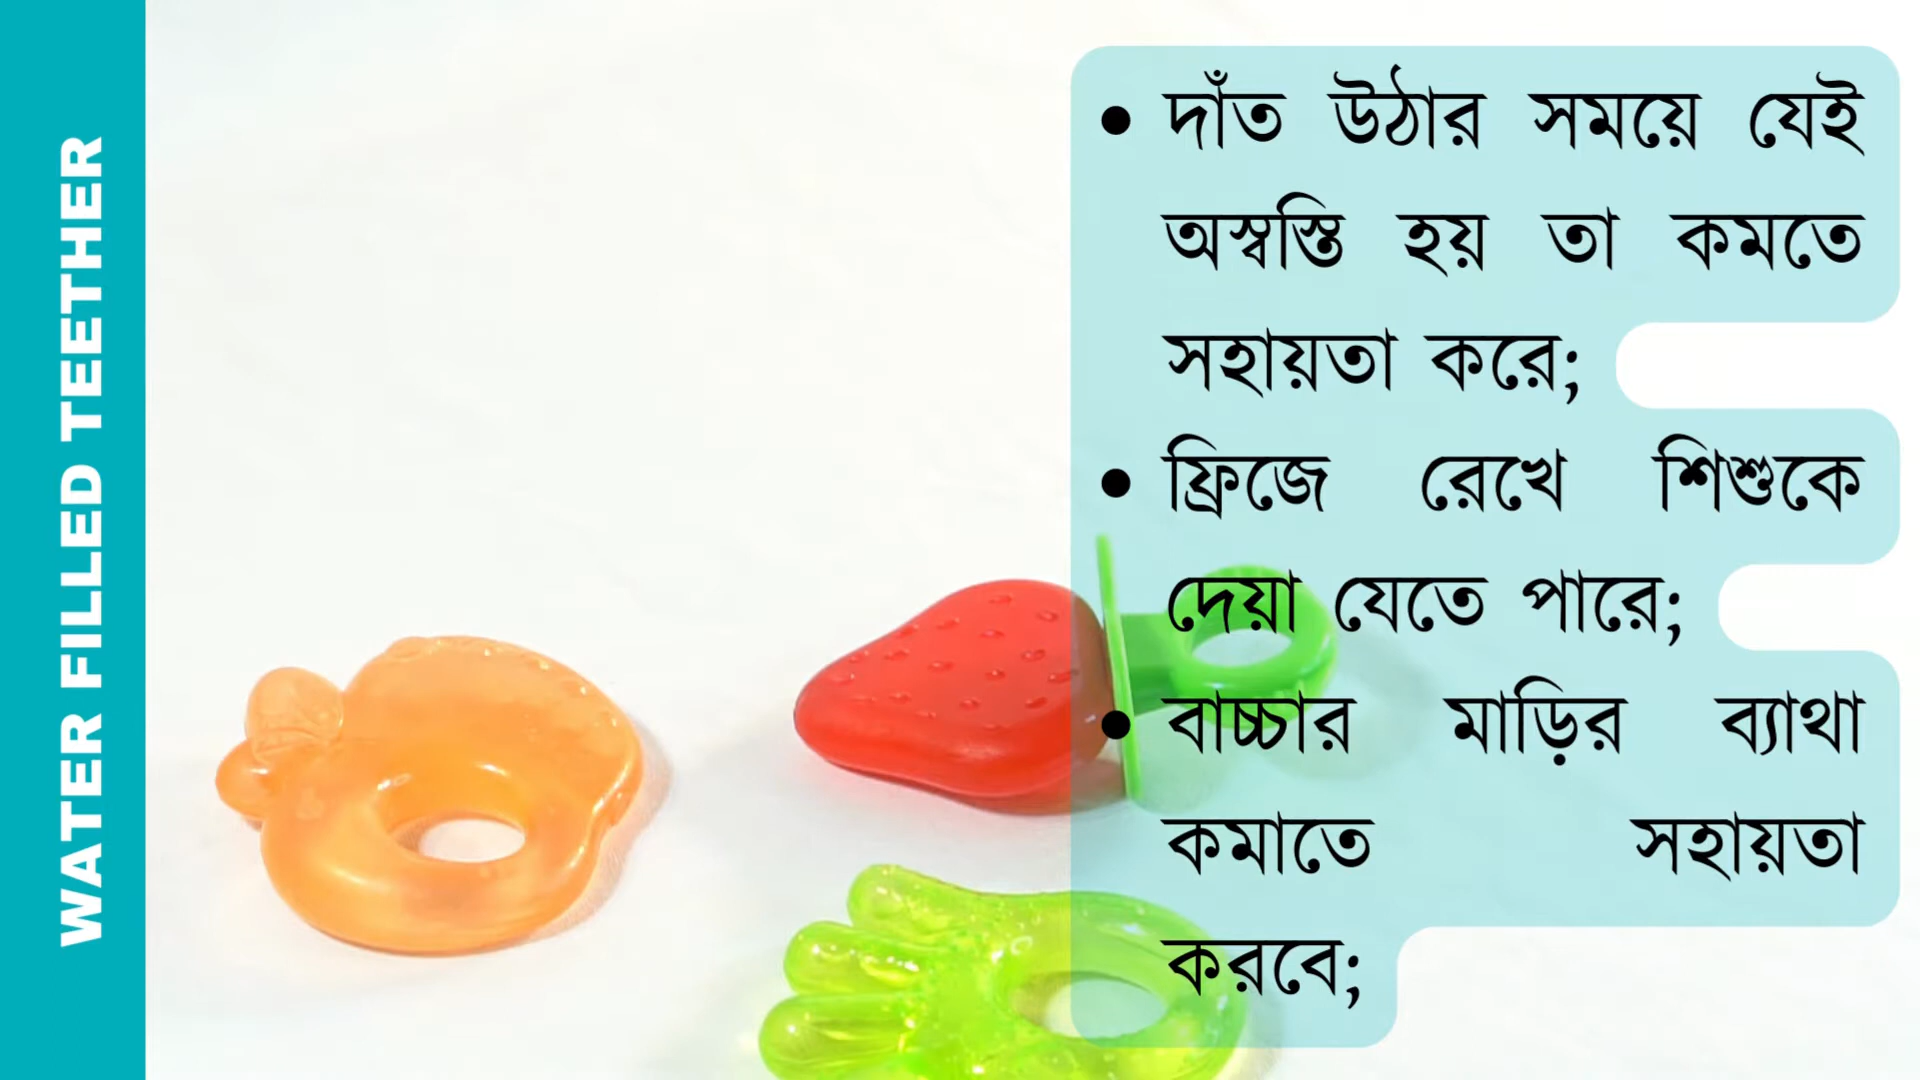 WATER FILLED TEETHER
• দাঁত উঠার সময়ে যেই
অস্বস্তি হয় তা কমতে
সহায়তা করে;
• ফ্রিজে রেখে শিশুকে
দেয়া যেতে পারে;
• বাচ্চার মাড়ির ব্যাথা
কমাতে সহায়তা
করবে;